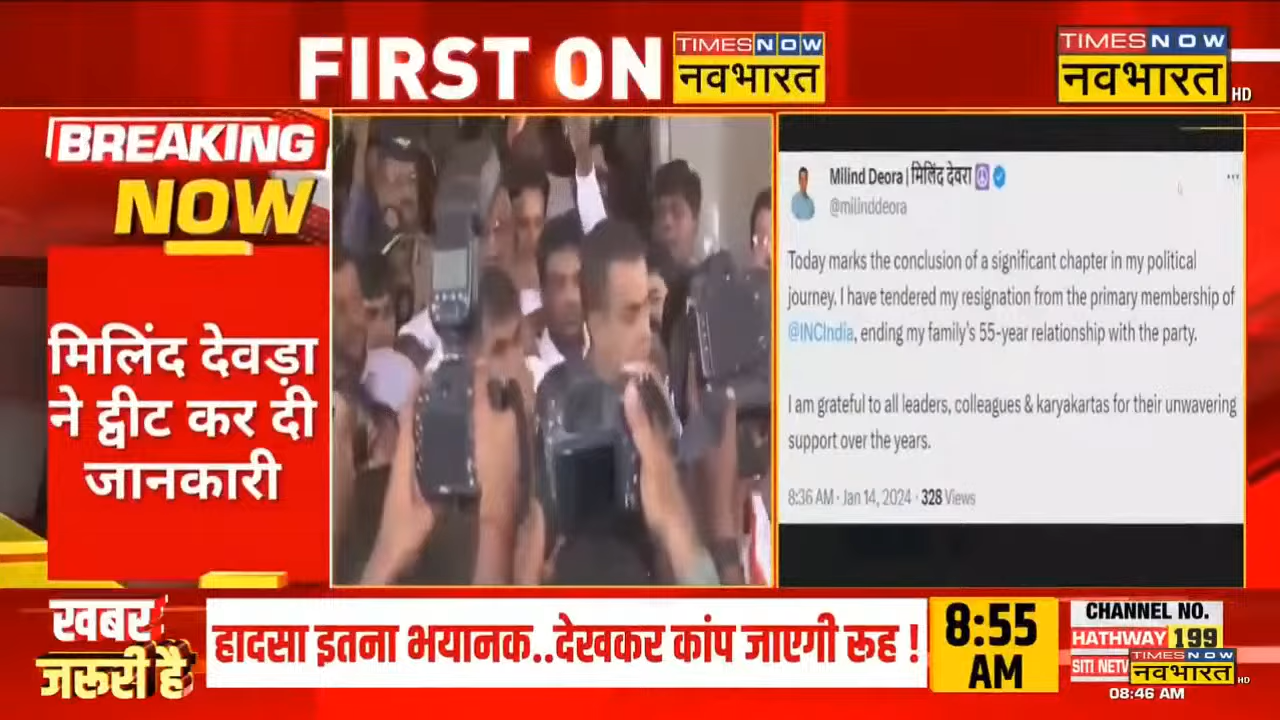 FIRST ON TIMES NOW नवभारत
TIMES NOW नवभारत HD
BREAKING
NOW
मिलिंद देवड़ा
ने ट्वीट कर दी
जानकारी
Milind Deora | मिलिंद देवरा
@milinddeora
Today marks the conclusion of a significant chapter in my political
journey. I have tendered my resignation from the primary membership of
@INCIndia, ending my family's 55-year relationship with the party.
I am grateful to all leaders, colleagues & karyakartas for their unwavering
support over the years.
8:36 AM · Jan 14, 2024 · 328 Views
खबर
जरूरी है
हादसा इतना भयानक..देखकर कांप जाएगी रूह !
8:55
AM
CHANNEL NO.
HATHWAY 199
SITI NETW
TIMES NOW
नवभारत HD
08:46 AM